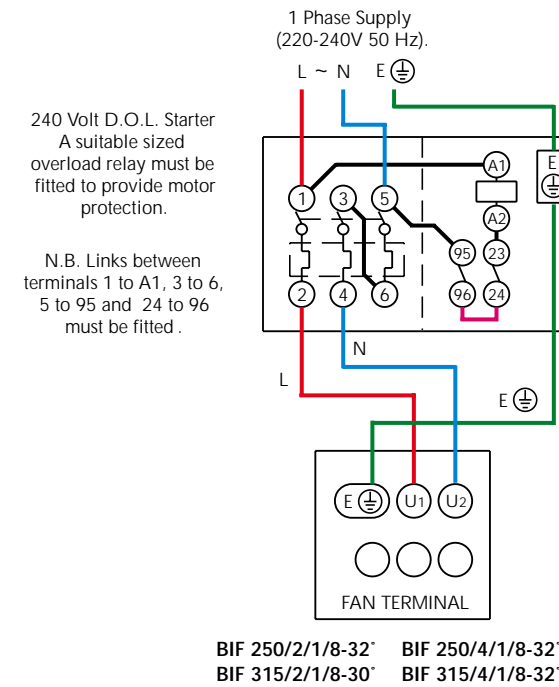 1 Phase Supply
(220-240V 50 Hz).
L ~ N E
240 Volt D.O.L. Starter
A suitable sized
overload relay must be
fitted to provide motor
protection.
N.B. Links between
terminals 1 to A1, 3 to 6,
5 to 95 and 24 to 96
must be fitted .
A1 E
1 3 5
A2
95 23
2 4 6 96 24
N
L
E
E U1 U2
FAN TERMINAL
BIF 250/2/1/8-32° BIF 250/4/1/8-32°
BIF 315/2/1/8-30° BIF 315/4/1/8-32°